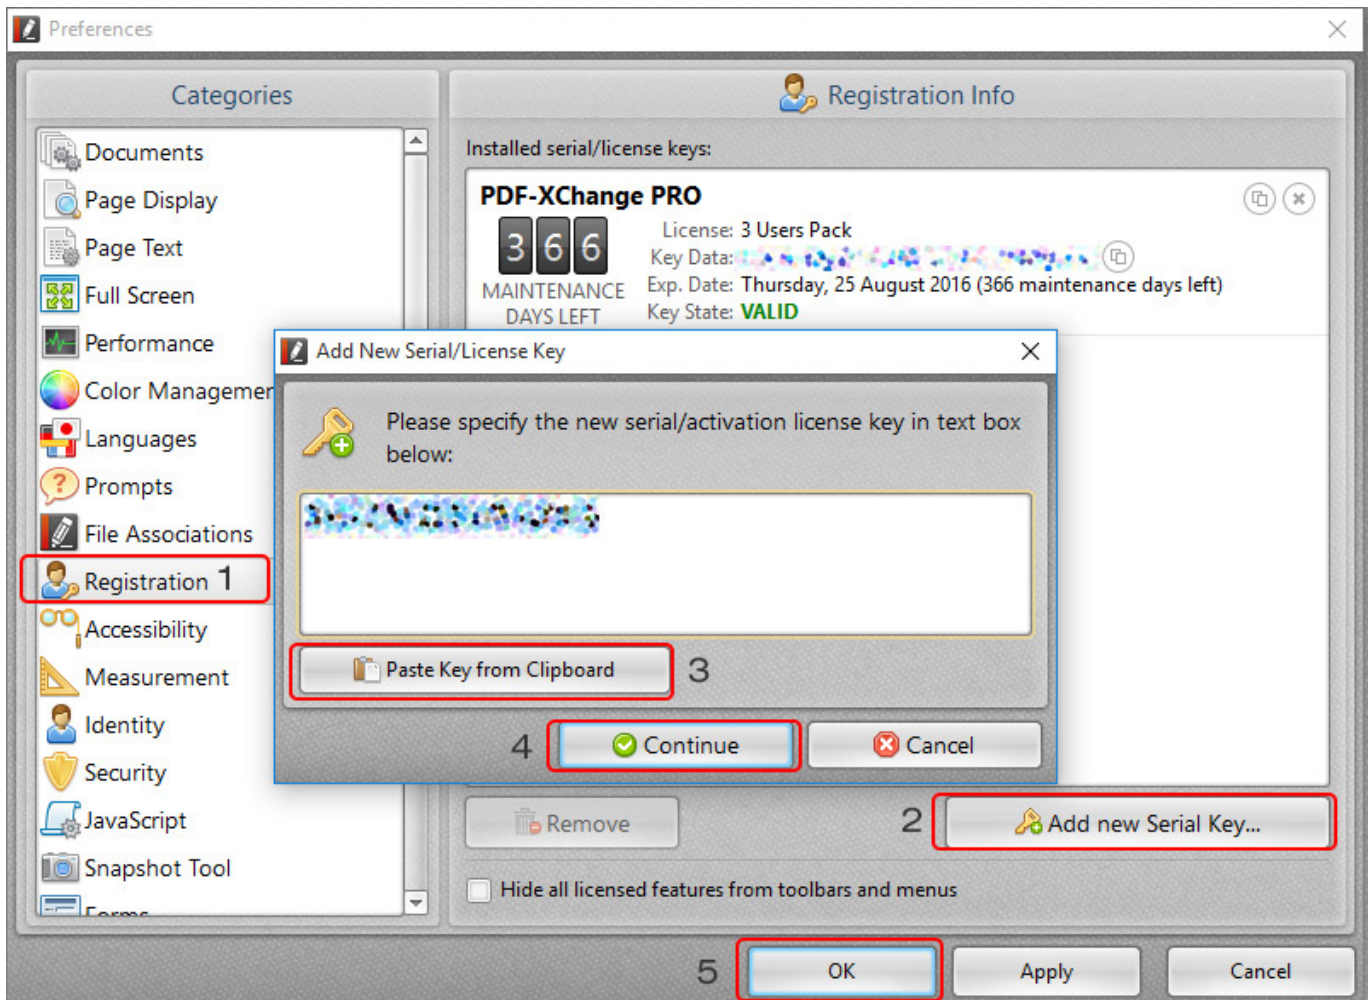 Preferences
Categories
Documents
Page Display
Page Text
Full Screen
Performance
Color Managemer
Languages
Prompts
File Associations
Registration 1
Accessibility
Measurement
Identity
Security
JavaScript
Snapshot Tool
Forms
Registration Info
Installed serial/license keys:
PDF-XChange PRO
366
MAINTENANCE
DAYS LEFT
License: 3 Users Pack
Key Data:
Exp. Date: Thursday, 25 August 2016 (366 maintenance days left)
Key State: VALID
Add New Serial/License Key
Please specify the new serial/activation license key in text box
below:
Paste Key from Clipboard 3
4 Continue
Cancel
Remove
2 Add new Serial Key...
Hide all licensed features from toolbars and menus
5 OK
Apply
Cancel